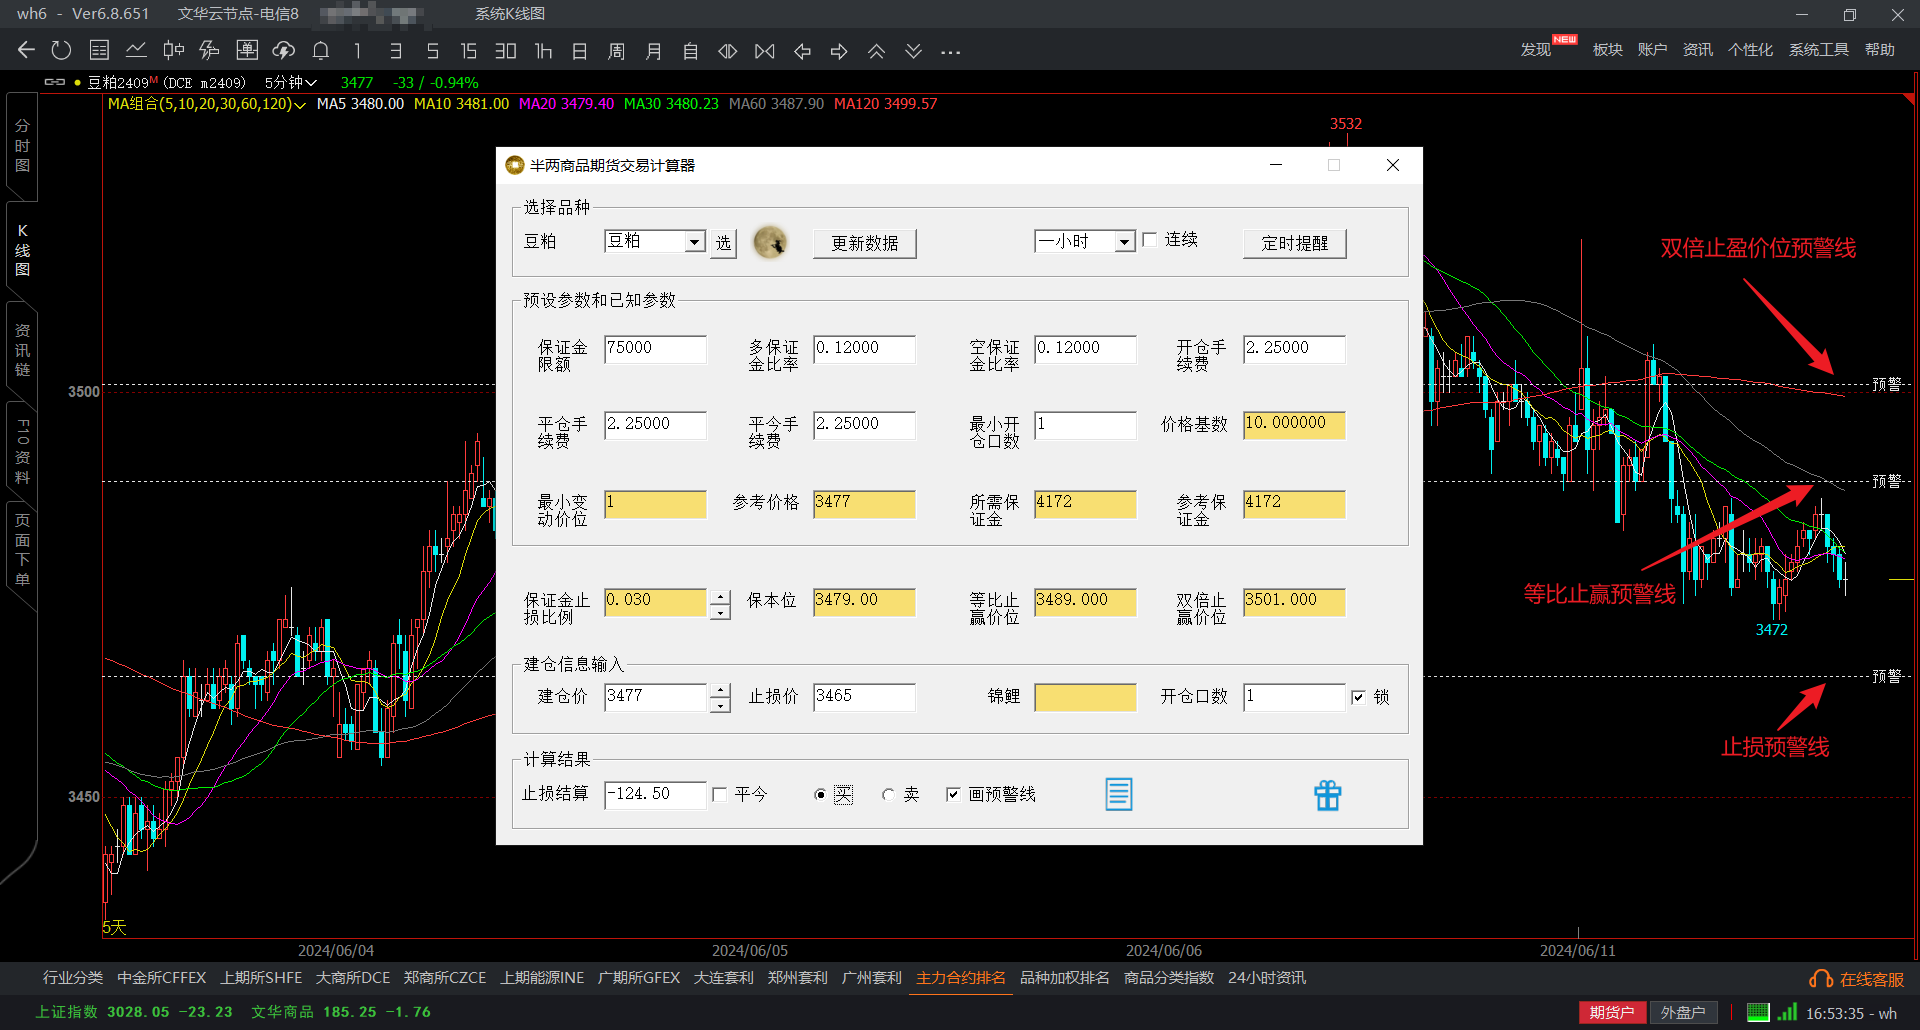 wh6 - Ver6.8.651 文华云节点-电信8 系统K线图
1 3 5 15 30 1h 日 周 月 自 ... 发现 NEW 板块 账户 资讯 个性化 系统工具 帮助
豆粕2409M (DCE m2409) 5分钟 3477 -33 / -0.94%
MA组合(5,10,20,30,60,120) MA5 3480.00 MA10 3481.00 MA20 3479.40 MA30 3480.23 MA60 3487.90 MA120 3499.57
分时图
K线图
资讯链
F10资料
页面下单
3532
半两商品期货交易计算器
选择品种
豆粕 豆粕 选 更新数据 一小时 连续 定时提醒
预设参数和已知参数
保证金限额 75000 多保证金比率 0.12000 空保证金比率 0.12000 开仓手续费 2.25000
平仓手续费 2.25000 平今手续费 2.25000 最小开仓口数 1 价格基数 10.000000
最小变动价位 1 参考价格 3477 所需保证金 4172 参考保证金 4172
保证金止损比例 0.030 保本位 3479.00 等比止赢价位 3489.000 双倍止赢价位 3501.000
建仓信息输入
建仓价 3477 止损价 3465 锦鲤 开仓口数 1 锁
计算结果
止损结算 -124.50 平今 买 卖 画预警线
双倍止盈价位预警线
预警
预警
等比止赢预警线
3472
预警
止损预警线
3500
3450
5天
2024/06/04 2024/06/05 2024/06/06 2024/06/11
行业分类 中金所CFFEX 上期所SHFE 大商所DCE 郑商所CZCE 上期能源INE 广期所GFEX 大连套利 郑州套利 广州套利 主力合约排名 品种加权排名 商品分类指数 24小时资讯 在线客服
上证指数 3028.05 -23.23 文华商品 185.25 -1.76 期货户 外盘户 16:53:35 - wh